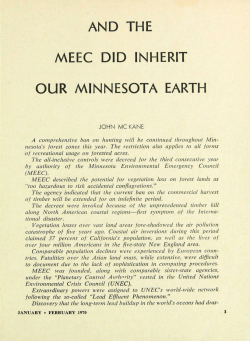 AND THE
MEEC DID INHERIT
OUR MINNESOTA EARTH
JOHN MC KANE
A comprehensive ban on hunting will be continued throughout Min-
nesota's forest zones this year. The restriction also applies to all forms
of recreational usage on forested acres.
The all-inclusive controls were decreed for the third consecutive year
by authority of the Minnesota Environmental Emergency Council
(MEEC).
MEEC described the potential for vegetation loss on forest lands at
"too hazardous to risk accidental conflagrations."
The agency indicated that the current ban on the commercial harvest
of timber will be extended for an indefinite period.
The decrees were invoked because of the unprecedented timber kill
along North American coastal regions—first symptom of the Interna-
tional disaster.
Vegetation losses over land areas fore-shadowed the air pollution
catastrophe of five years ago. Coastal air inversions during this period
claimed 37 percent of California's population, as well as the lives of
over four million Americans in the five-state New England area.
Comparable population declines were experienced by European coun-
tries. Fatalities over the Asian land mass, while extensive, were difficult
to document due to the lack of sophistication in computing procedures.
MEEC was founded, along with comparable sister-state agencies,
under the "Planetary Control Authority" vested in the United Nations
Environmental Crisis Council (UNEC).
Extraordinary powers were assigned to UNEC's world-wide network
following the so-called "Lead Effluent Phenomenon."
Discovery that the long-term lead buildup in the world's oceans had dras-
JANUARY • FEBRUARY 1970 1